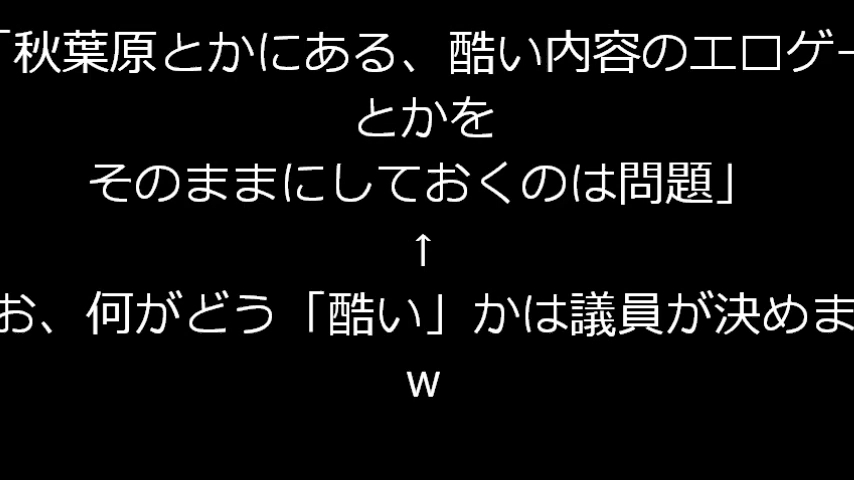 「秋葉原とかにある、酷い内容のエロゲー
とかを
そのままにしておくのは問題」
↑
お、何がどう「酷い」かは議員が決めま
w